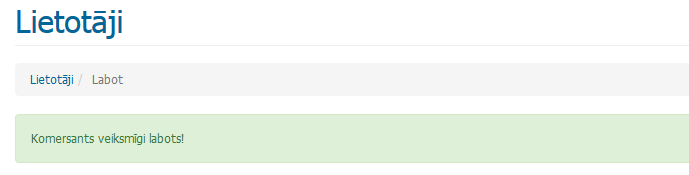 Lietotāji
Lietotāji / Labot
Komersants veiksmīgi labots!